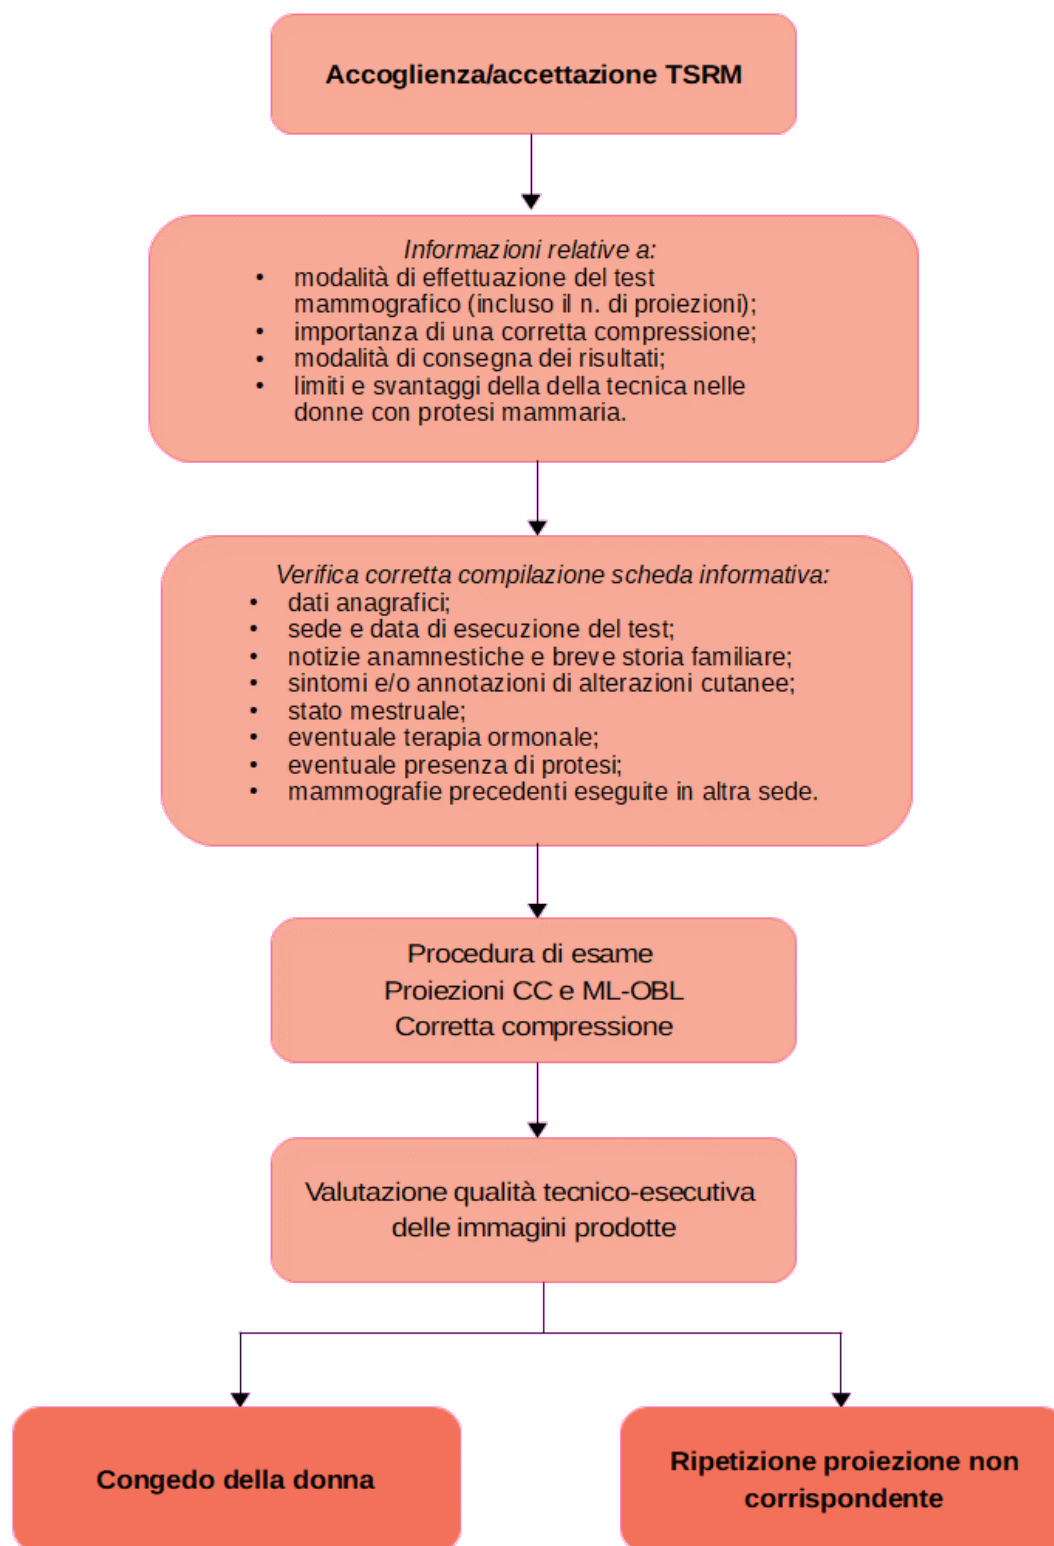 Accoglienza/accettazione TSRM
Informazioni relative a:
• modalità di effettuazione del test
mammografico (incluso il n. di proiezioni);
• importanza di una corretta compressione;
• modalità di consegna dei risultati;
• limiti e svantaggi della della tecnica nelle
donne con protesi mammaria.
Verifica corretta compilazione scheda informativa:
• dati anagrafici;
• sede e data di esecuzione del test;
• notizie anamnestiche e breve storia familiare;
• sintomi e/o annotazioni di alterazioni cutanee;
• stato mestruale;
• eventuale terapia ormonale;
• eventuale presenza di protesi;
• mammografie precedenti eseguite in altra sede.
Procedura di esame
Proiezioni CC e ML-OBL
Corretta compressione
Valutazione qualità tecnico-esecutiva
delle immagini prodotte
Congedo della donna
Ripetizione proiezione non
corrispondente